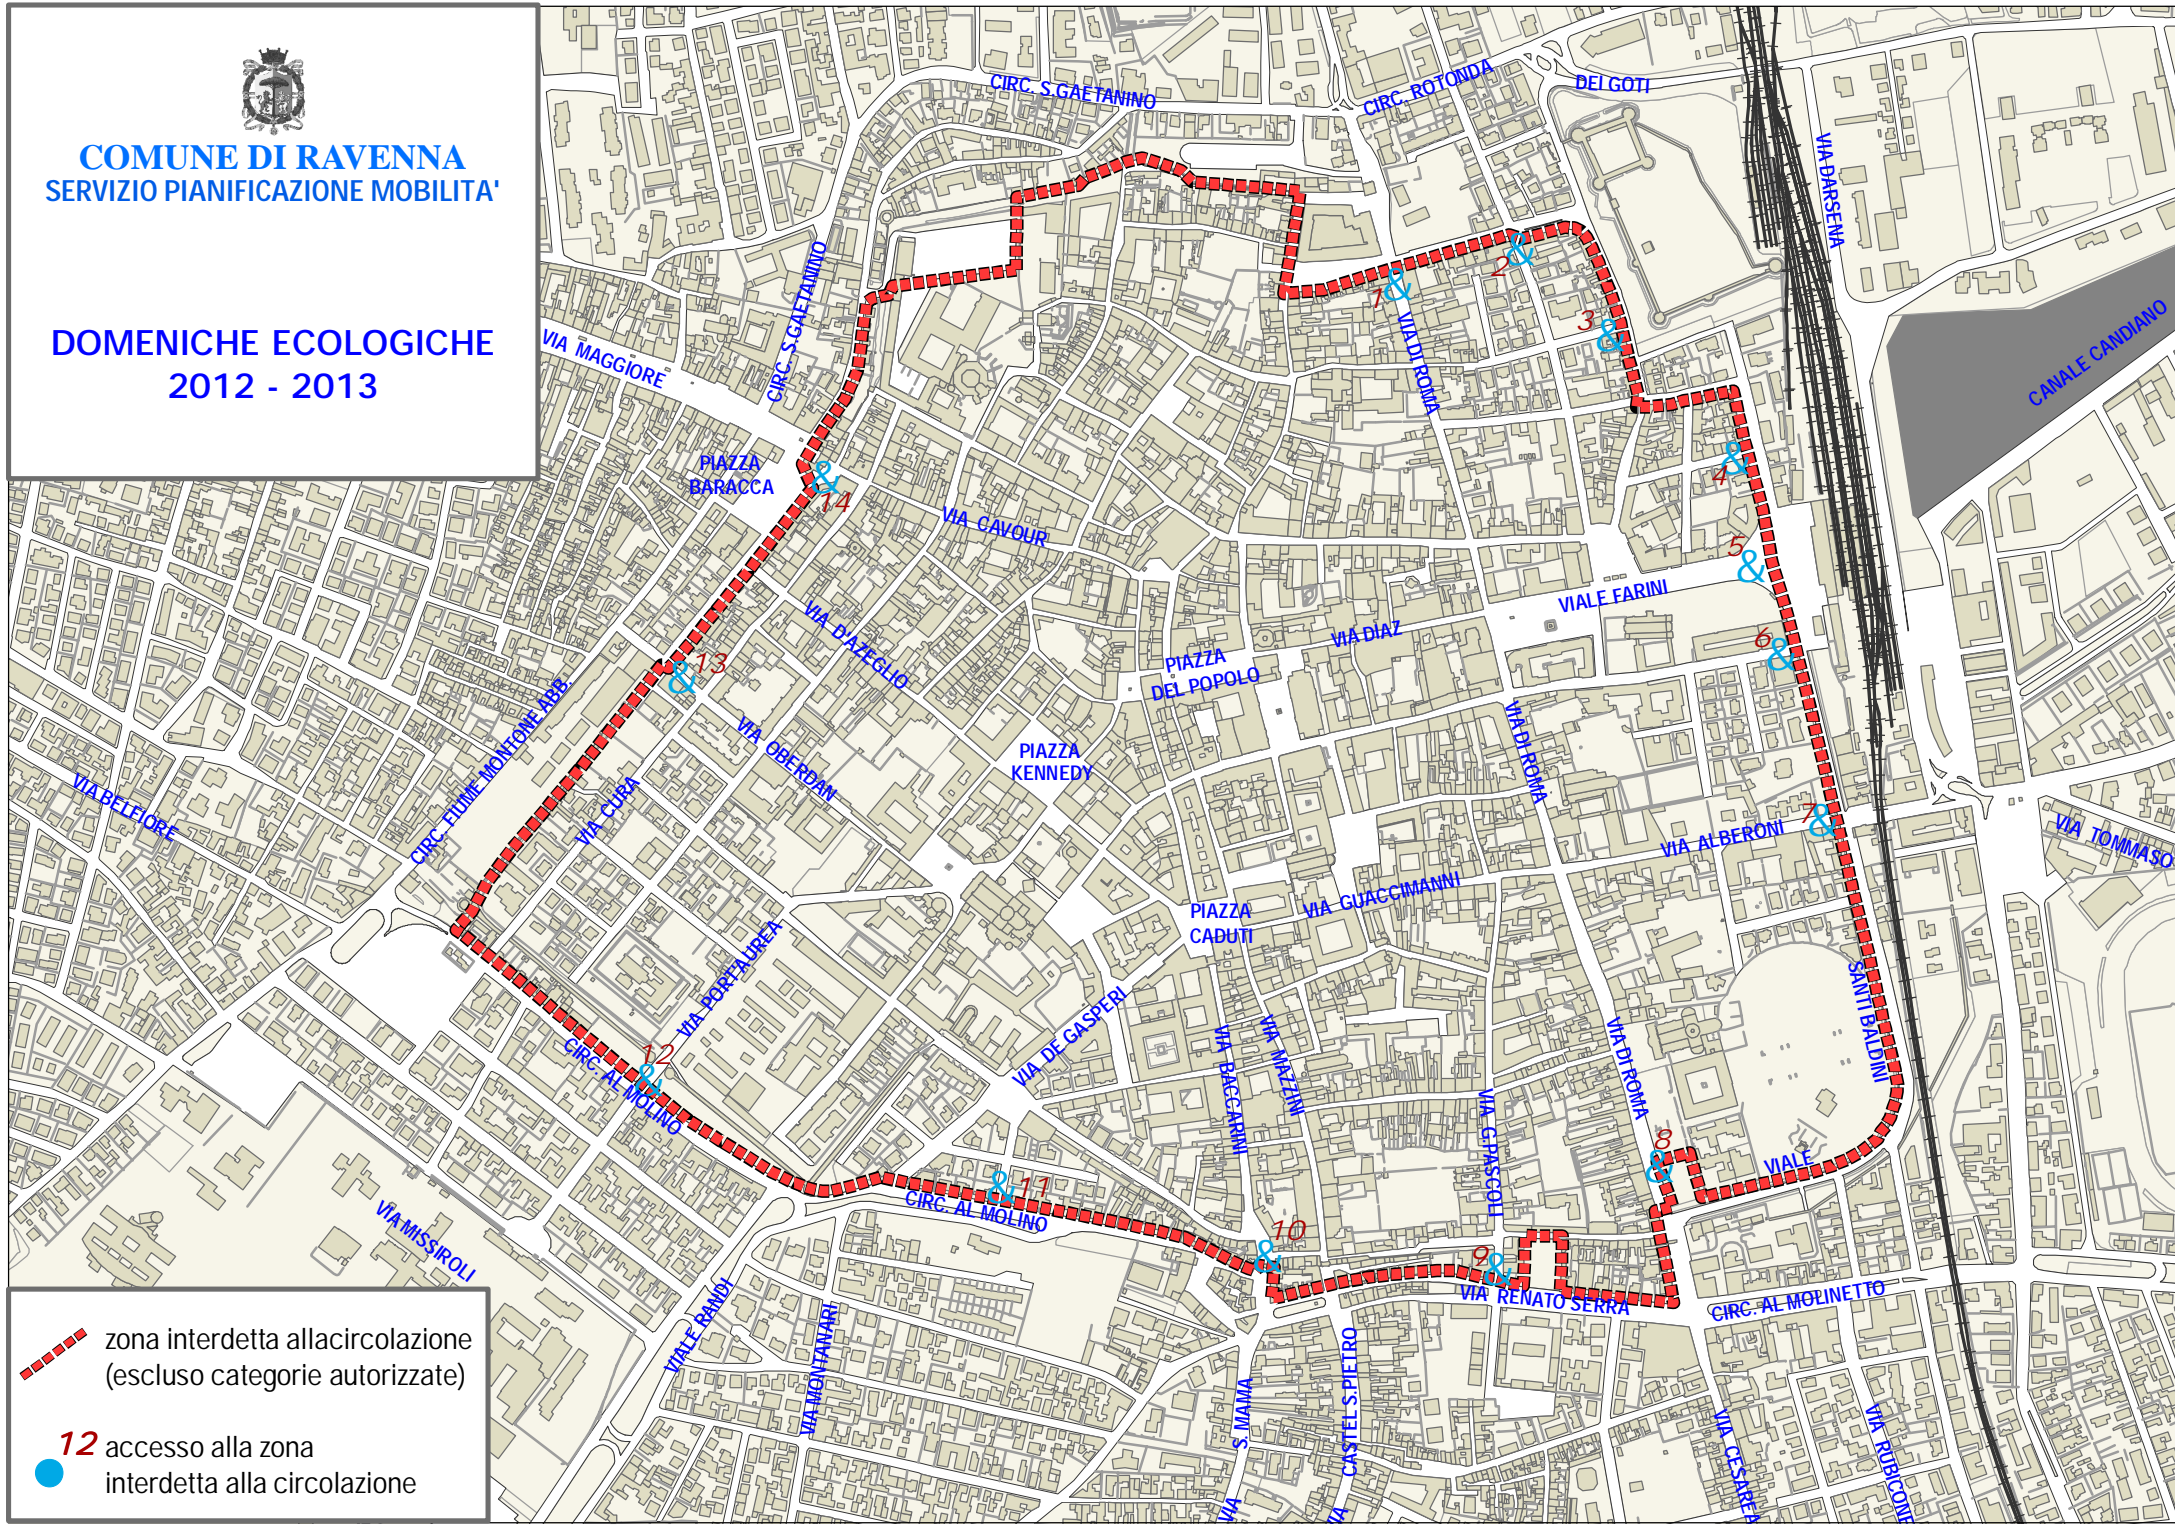 COMUNE DI RAVENNA
SERVIZIO PIANIFICAZIONE MOBILITA'
DOMENICHE ECOLOGICHE
2012 - 2013
CIRC. S.GAETANINO
CIRC. ROTONDA
DEI GOTI
VIA DARSENA
CANALE CANDIANO
CIRC. S.GAETANINO
VIA MAGGIORE
1
&
2
&
3
&
VIA DI ROMA
PIAZZA
BARACCA
&
14
VIA CAVOUR
4
&
5
&
VIALE FARINI
VIA DIAZ
6
&
PIAZZA
DEL POPOLO
VIA D'AZEGLIO
&
13
CIRC. FIUME MONTONE ABB.
VIA OBERDAN
PIAZZA
KENNEDY
VIA DI ROMA
VIA BELFIORE
VIA CURA
7
&
VIA ALBERONI
VIA TOMMASO
VIA GUACCIMANNI
PIAZZA
CADUTI
VIA PORT'AUREA
SANTI BALDINI
VIA DE GASPERI
VIA BACCARINI
VIA MAZZINI
VIA DI ROMA
12
&
CIRC. AL MOLINO
VIA G.PASCOLI
8
&
VIALE
&
11
CIRC. AL MOLINO
VIA MISSIROLI
10
&
9
&
VIA RENATO SERRA
CIRC. AL MOLINETTO
VIALE RANDI
VIA MONTANARI
VIA S. MAMA
VIA CASTEL S.PIETRO
VIA CESAREA
VIA RUBICONE
zona interdetta allacircolazione
(escluso categorie autorizzate)
12 accesso alla zona
interdetta alla circolazione